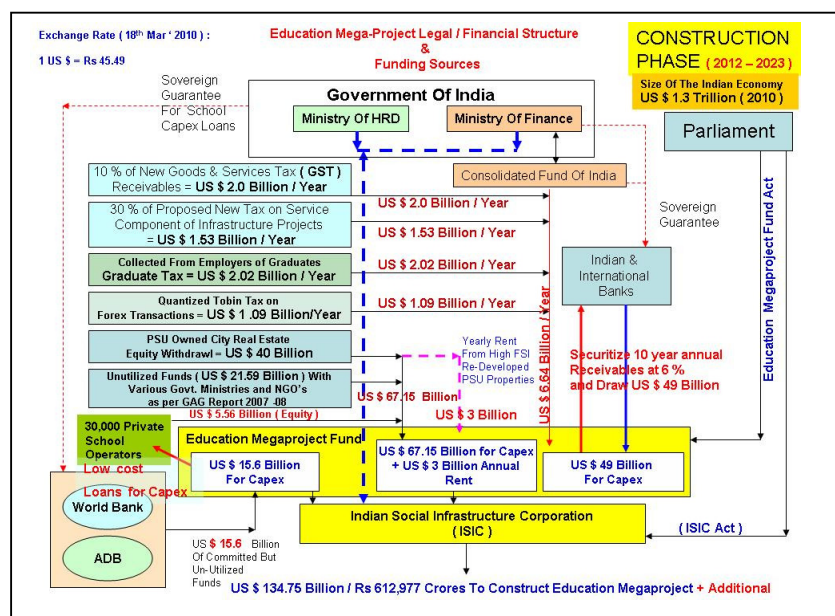 Exchange Rate (18th Mar ' 2010 ) :
1 US $ = Rs 45.49
Education Mega-Project Legal / Financial Structure
&
Funding Sources
CONSTRUCTION
PHASE ( 2012 – 2023 )
Size Of The Indian Economy
US $ 1.3 Trillion ( 2010 )
Sovereign
Guarantee
For School
Capex Loans
Government Of India
Ministry Of HRD
Ministry Of Finance
Parliament
Consolidated Fund Of India
10 % of New Goods & Services Tax ( GST )
Receivables = US $ 2.0 Billion / Year
US $ 2.0 Billion / Year
30 % of Proposed New Tax on Service
Component of Infrastructure Projects
= US $ 1.53 Billion / Year
US $ 1.53 Billion / Year
Collected From Employers of Graduates
Graduate Tax = US $ 2.02 Billion / Year
US $ 2.02 Billion / Year
Quantized Tobin Tax on
Forex Transactions = US $ 1.09 Billion/Year
US $ 1.09 Billion / Year
PSU Owned City Real Estate
Equity Withdrawl = US $ 40 Billion
Unutilized Funds ( US $ 21.59 Billion ) With
Various Govt. Ministries and NGO's
as per GAG Report 2007 -08
US $ 5.56 Billion ( Equity )
US $ 67.15 Billion
Yearly Rent
From High FSI
Re-Developed
PSU Properties
US $ 3 Billion
US $ 6.64 Billion / Year
Sovereign
Guarantee
Indian &
International
Banks
Securitize 10 year annual
Receivables at 6 %
and Draw US $ 49 Billion
Education Megaproject Fund Act
30,000 Private
School
Operators
Low cost
Loans for Capex
Education Megaproject Fund
US $ 15.6 Billion
For Capex
US $ 67.15 Billion for Capex
+ US $ 3 Billion Annual
Rent
US $ 49 Billion
For Capex
World Bank
ADB
US $ 15.6 Billion
Of Committed But
Un-Utilized
Funds
Indian Social Infrastructure Corporation
( ISIC )
( ISIC Act )
US $ 134.75 Billion / Rs 612,977 Crores To Construct Education Megaproject + Additional